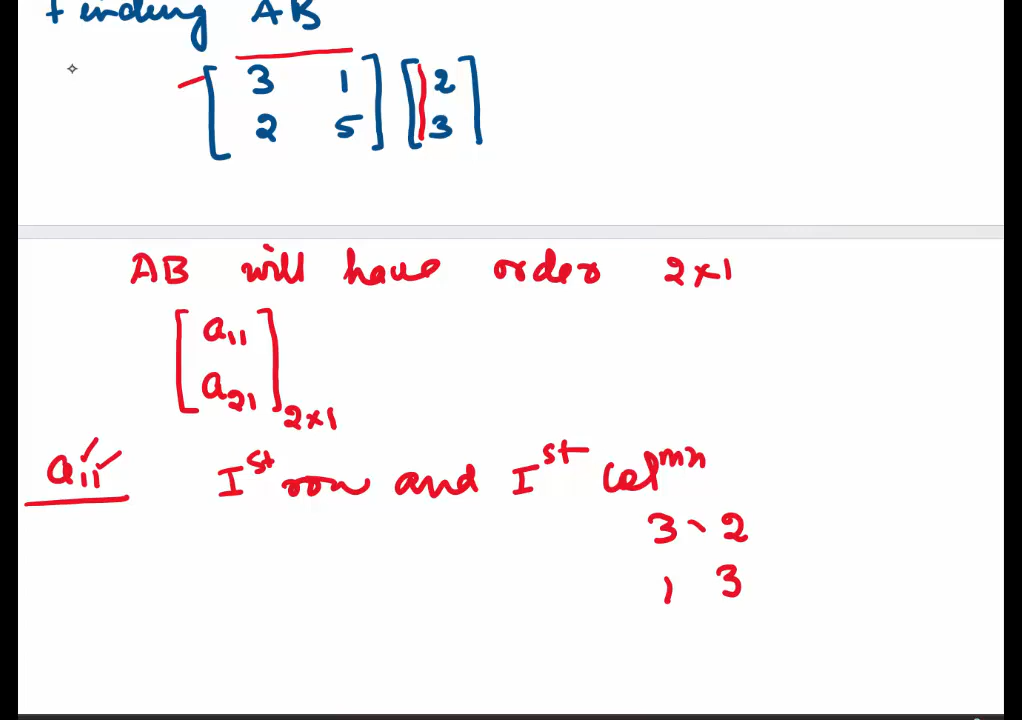 Finding AB
[ 3 1 ] [ 2 ]
[ 2 5 ] [ 3 ]
AB will have order 2×1
[ a11 ]
[ a21 ] 2×1
a11 Ist row and Ist colmn
3 2
1 3